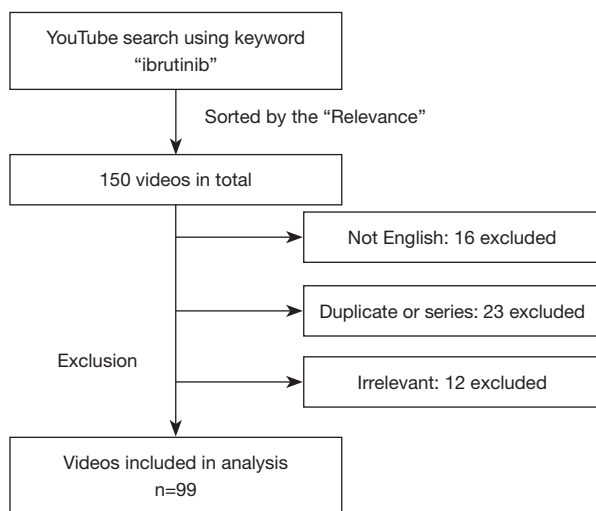 YouTube search using keyword
“ibrutinib”
Sorted by the “Relevance”
150 videos in total
Not English: 16 excluded
Duplicate or series: 23 excluded
Exclusion
Irrelevant: 12 excluded
Videos included in analysis
n=99